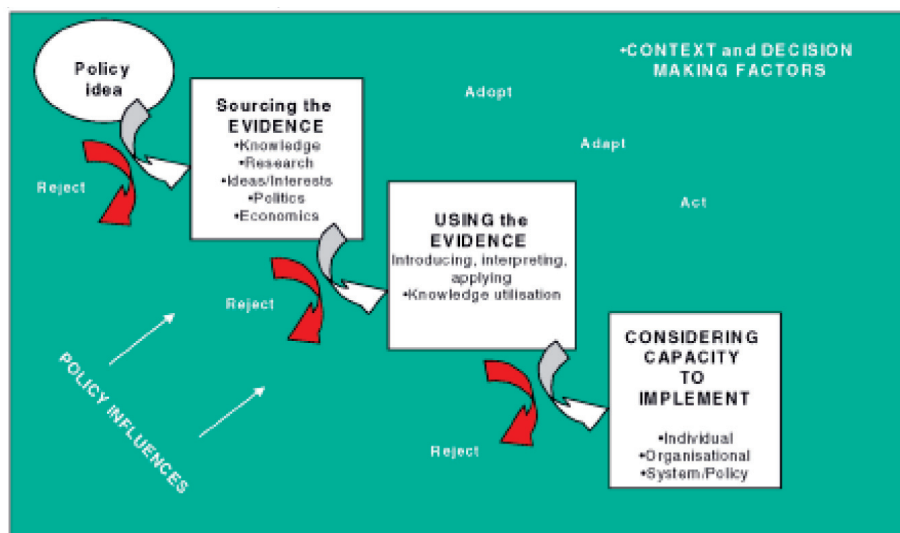 Policy
idea
•CONTEXT and DECISION
MAKING FACTORS
Sourcing the
EVIDENCE
•Knowledge
•Research
•Ideas/Interests
•Politics
•Economics
Adopt
Adapt
Act
Reject
USING the
EVIDENCE
Introducing, interpreting,
applying
•Knowledge utilisation
Reject
CONSIDERING
CAPACITY
TO
IMPLEMENT
•Individual
•Organisational
•System/Policy
Reject
POLICY INFLUENCES